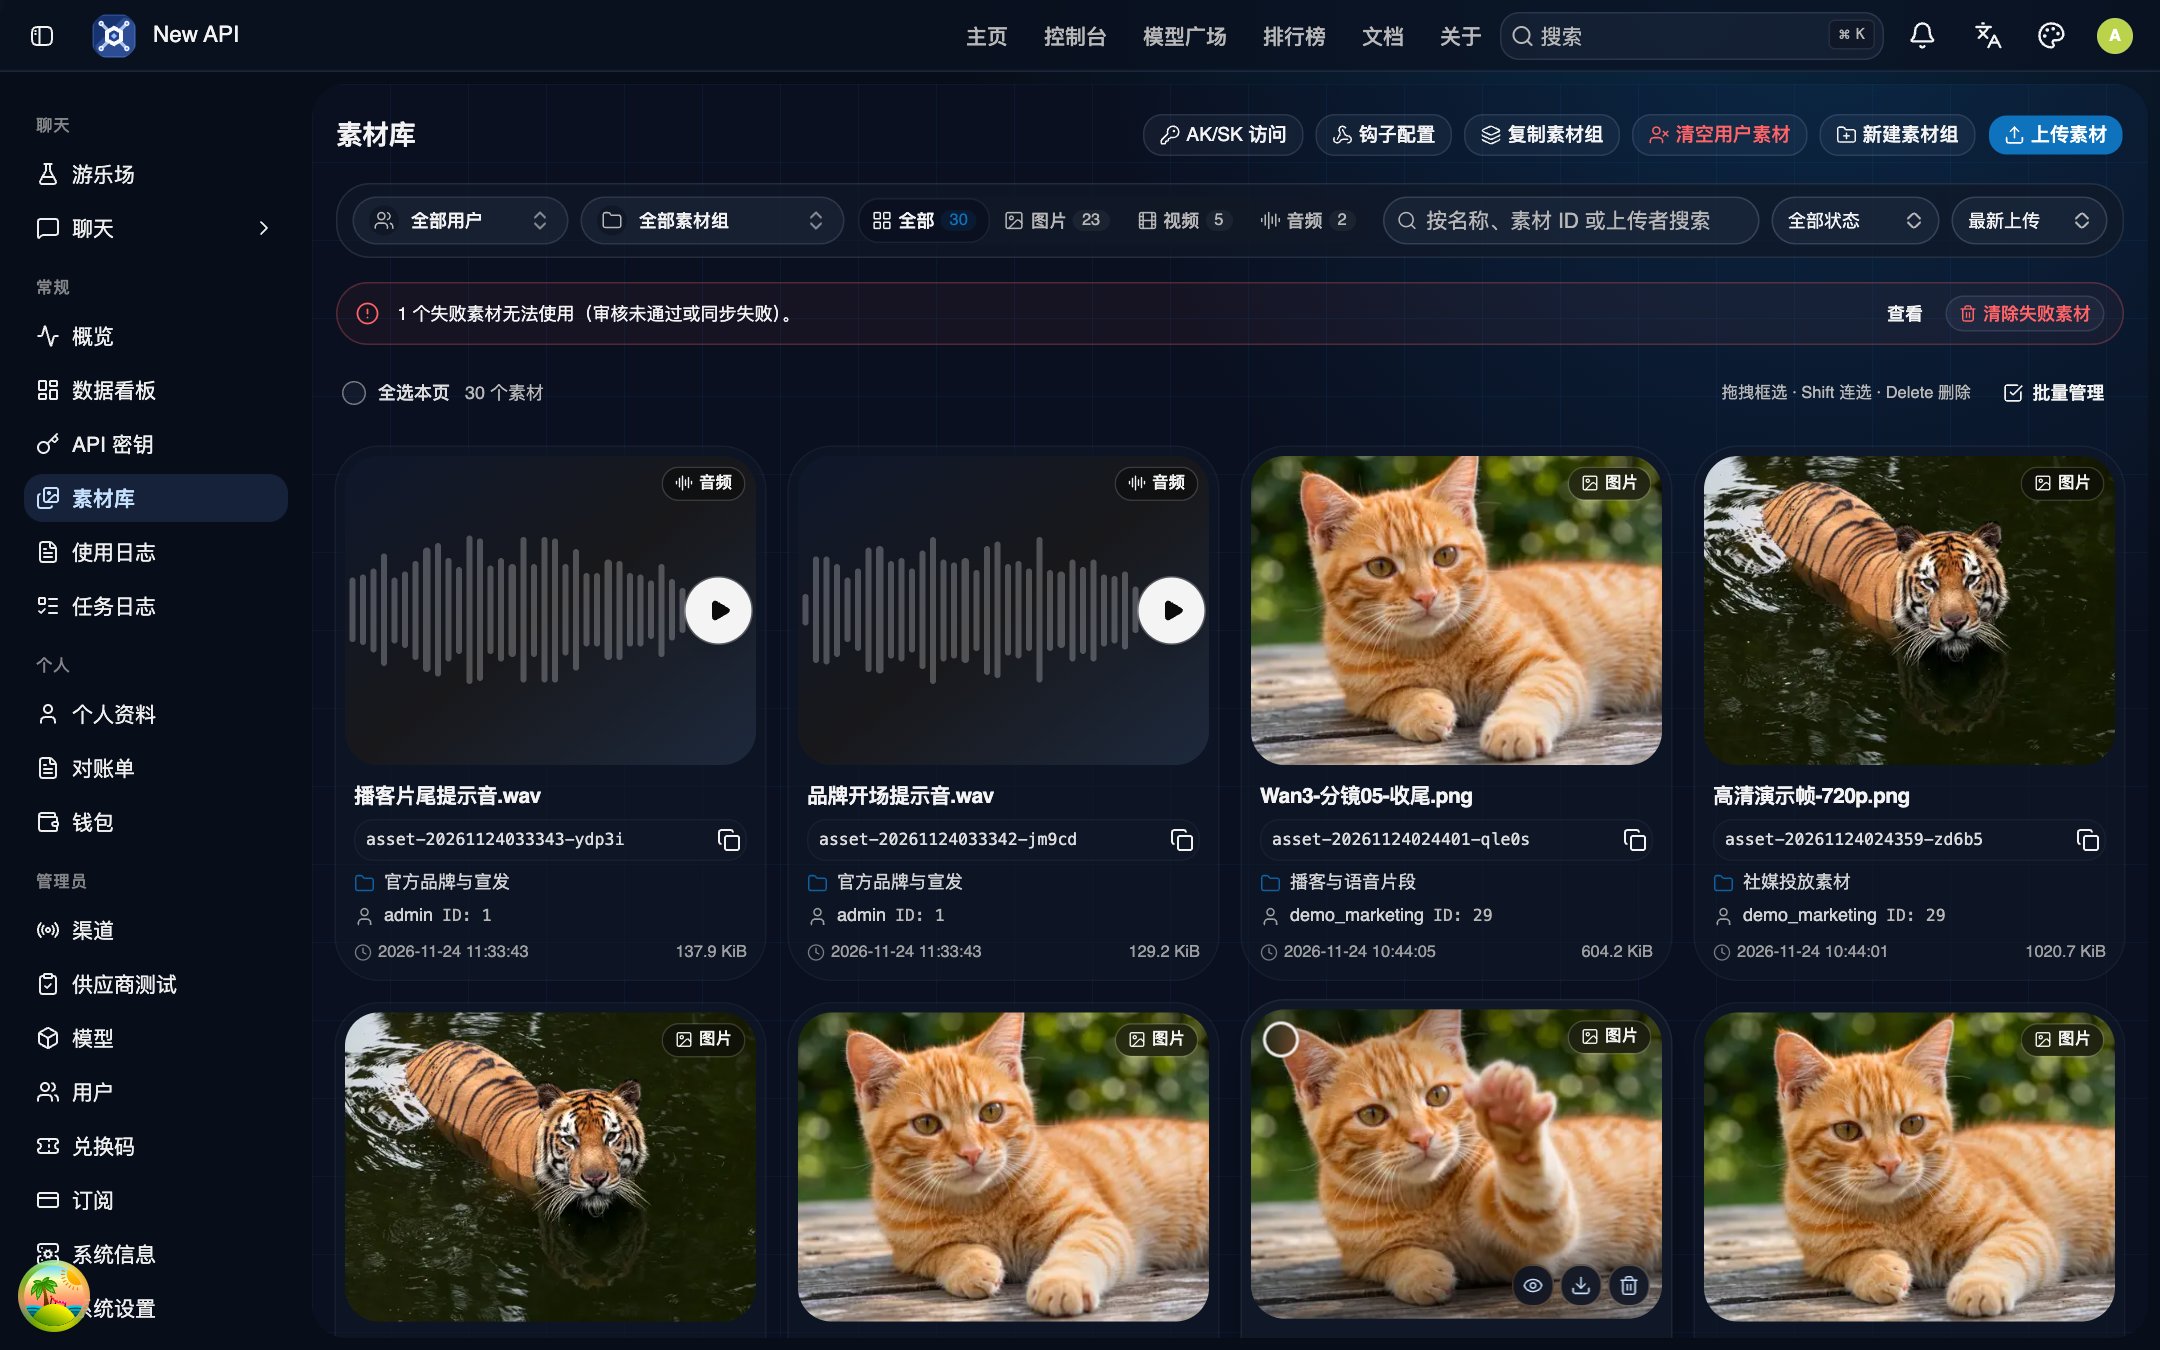 New API
主页 控制台 模型广场 排行榜 文档 关于 搜索 ⌘ K A
聊天
游乐场
聊天
常规
概览
数据看板
API 密钥
素材库
使用日志
任务日志
个人
个人资料
对账单
钱包
管理员
渠道
供应商测试
模型
用户
兑换码
订阅
系统信息
统设置
素材库
AK/SK 访问 钩子配置 复制素材组 清空用户素材 新建素材组 上传素材
全部用户 全部素材组 全部 30 图片 23 视频 5 音频 2 按名称、素材 ID 或上传者搜索 全部状态 最新上传
1 个失败素材无法使用（审核未通过或同步失败）。 查看 清除失败素材
全选本页 30 个素材 拖拽框选 · Shift 连选 · Delete 删除 批量管理
音频
播客片尾提示音.wav
asset-20261124033343-ydp3i
官方品牌与宣发
admin ID: 1
2026-11-24 11:33:43 137.9 KiB
音频
品牌开场提示音.wav
asset-20261124033342-jm9cd
官方品牌与宣发
admin ID: 1
2026-11-24 11:33:43 129.2 KiB
图片
Wan3-分镜05-收尾.png
asset-20261124024401-qle0s
播客与语音片段
demo_marketing ID: 29
2026-11-24 10:44:05 604.2 KiB
图片
高清演示帧-720p.png
asset-20261124024359-zd6b5
社媒投放素材
demo_marketing ID: 29
2026-11-24 10:44:01 1020.7 KiB
图片
图片
图片
图片